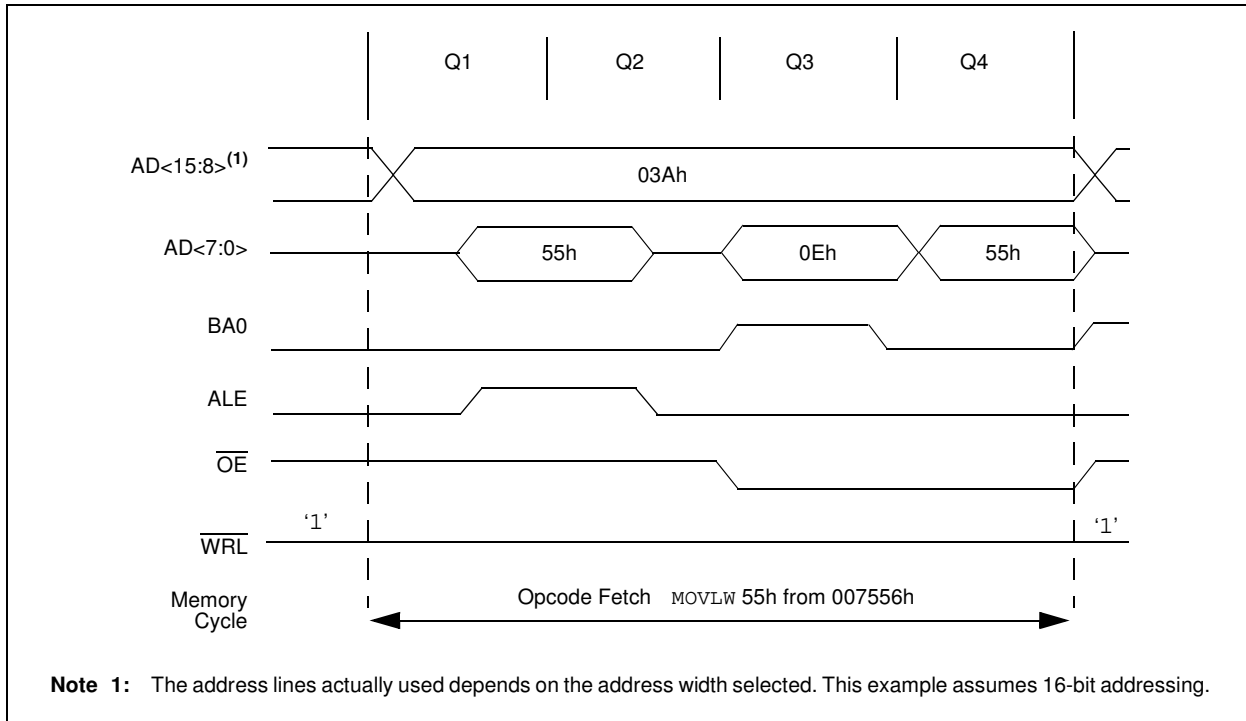 Q1 Q2 Q3 Q4
AD<15:8>(1)
03Ah
AD<7:0>
55h 0Eh 55h
BA0
ALE
OE
‘1’ ‘1’
WRL
Memory
Cycle
Opcode Fetch MOVLW 55h from 007556h
Note 1: The address lines actually used depends on the address width selected. This example assumes 16-bit addressing.